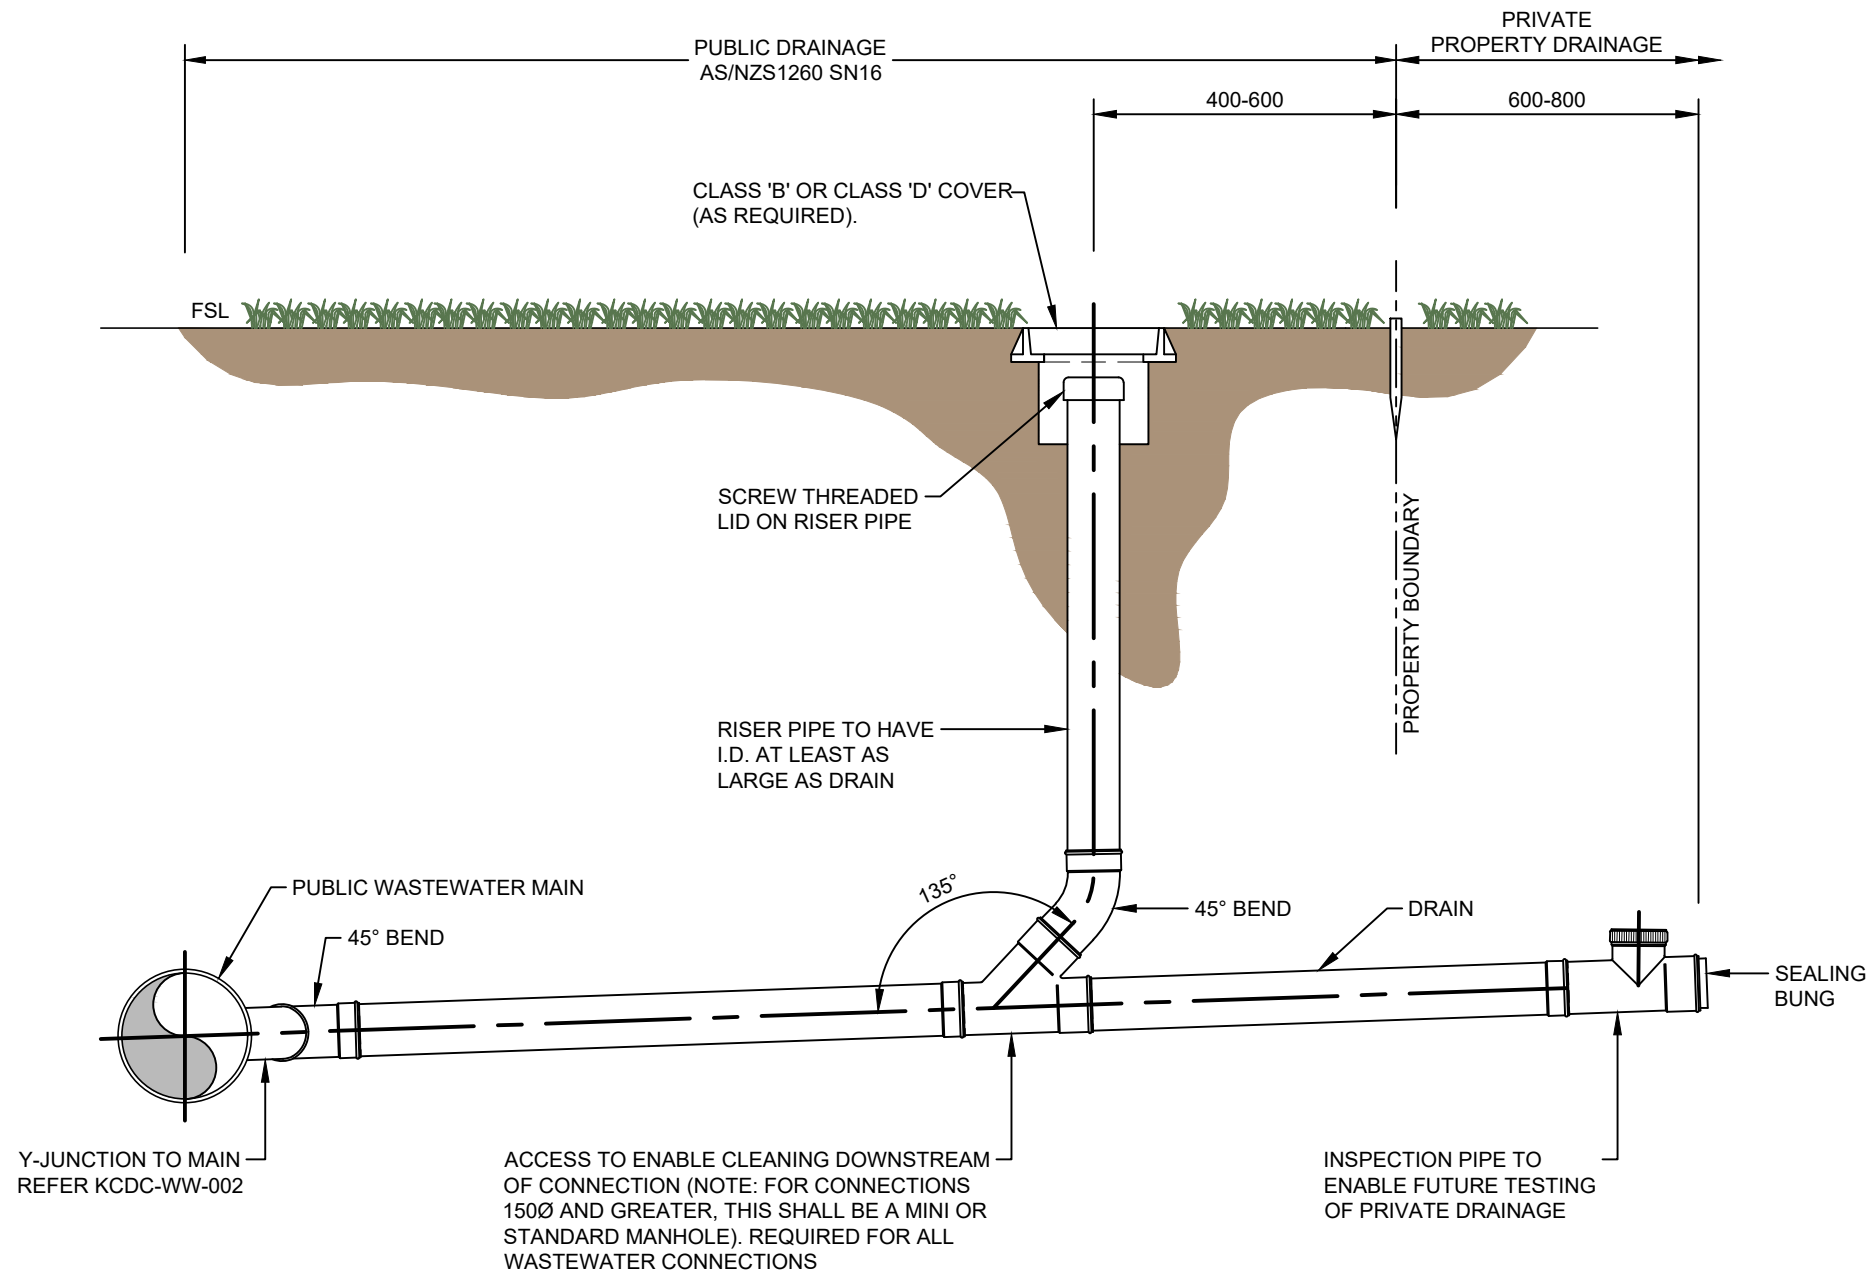 PRIVATE
PROPERTY DRAINAGE
PUBLIC DRAINAGE
AS/NZS1260 SN16
400-600
600-800
CLASS 'B' OR CLASS 'D' COVER
(AS REQUIRED).
FSL
SCREW THREADED
LID ON RISER PIPE
PROPERTY BOUNDARY
RISER PIPE TO HAVE
I.D. AT LEAST AS
LARGE AS DRAIN
PUBLIC WASTEWATER MAIN
135°
45° BEND
DRAIN
45° BEND
SEALING
BUNG
Y-JUNCTION TO MAIN
REFER KCDC-WW-002
ACCESS TO ENABLE CLEANING DOWNSTREAM
OF CONNECTION (NOTE: FOR CONNECTIONS
150Ø AND GREATER, THIS SHALL BE A MINI OR
STANDARD MANHOLE). REQUIRED FOR ALL
WASTEWATER CONNECTIONS
INSPECTION PIPE TO
ENABLE FUTURE TESTING
OF PRIVATE DRAINAGE